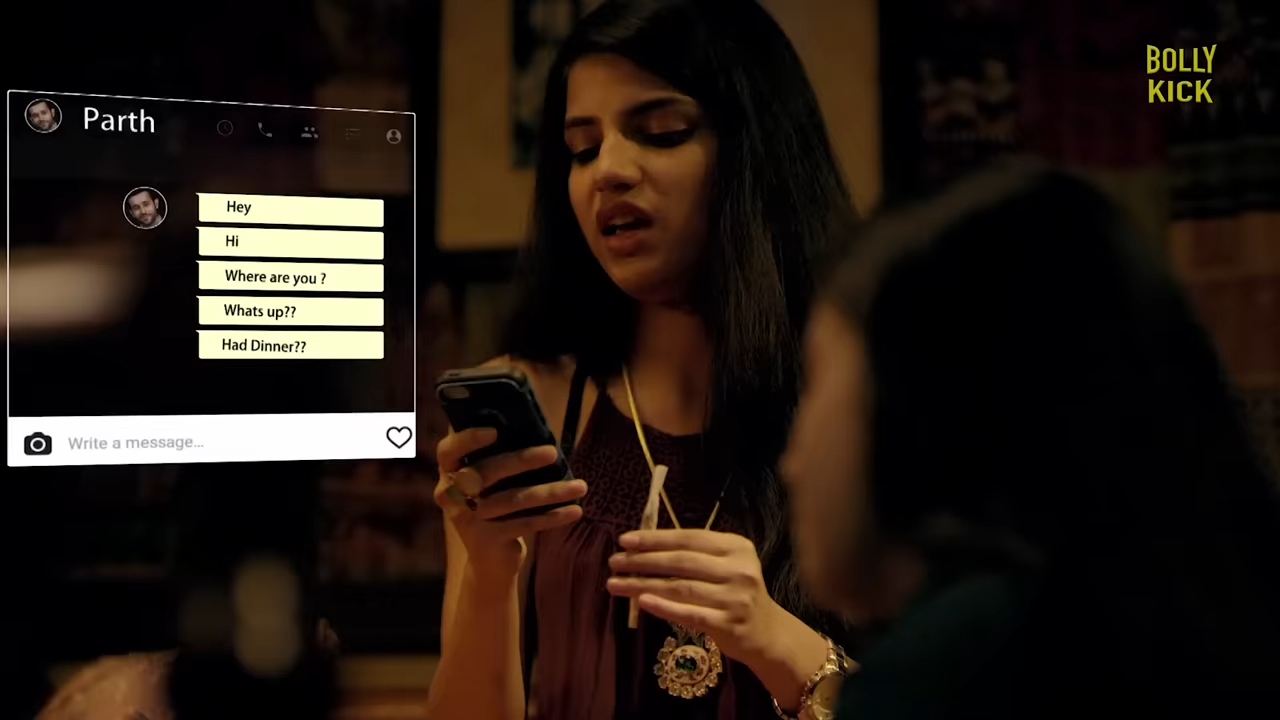 BOLLY
KICK
Parth
Hey
Hi
Where are you ?
Whats up??
Had Dinner??
Write a message...